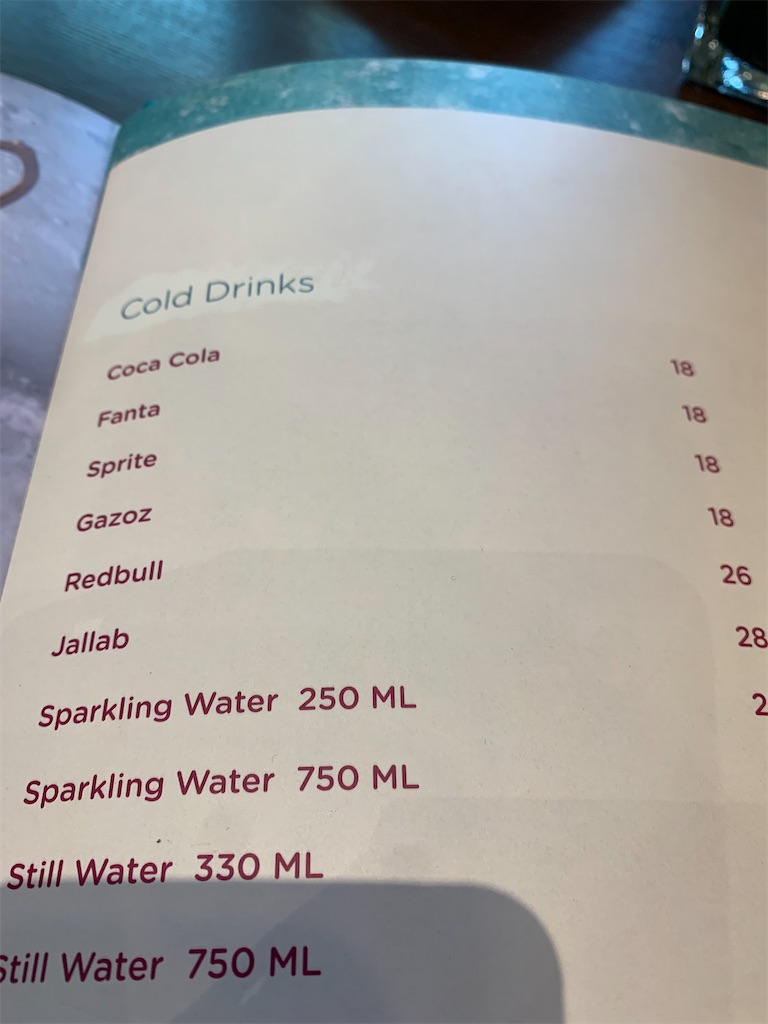 Cold Drinks
Coca Cola 18
Fanta 18
Sprite 18
Gazoz 18
Redbull 26
Jallab 28
Sparkling Water 250 ML
Sparkling Water 750 ML
Still Water 330 ML
Still Water 750 ML